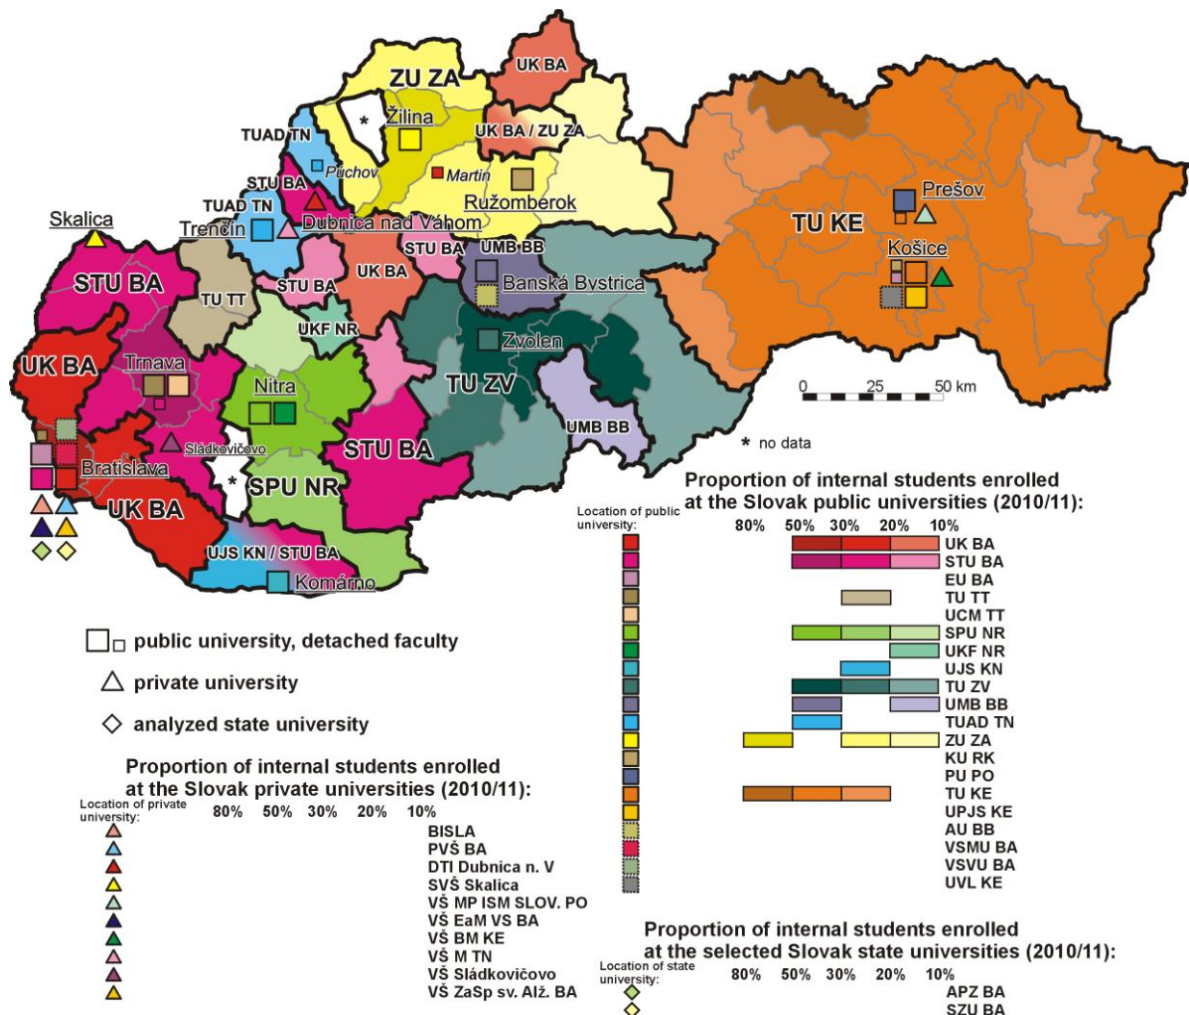 UK BA
ZU ZA
*
Žilina
TUAD TN
UK BA / ZU ZA
Púchov
STU BA
Martin
Prešov
TUAD TN
Ružomberok
Skalica
Trenčín
Dubnica nad Váhom
TU KE
STU BA
UMB BB
Košice
STU BA
UK BA
Banská Bystrica
STU BA
TU TT
UKF NR
Zvolen
UK BA
Trnava
TU ZV
0 25 50 km
Nitra
UMB BB
* no data
Sládkovičovo
STU BA
Bratislava
*
SPU NR
UK BA
UJS KN / STU BA
Komárno
public university, detached faculty
private university
analyzed state university
Proportion of internal students enrolled
at the Slovak public universities (2010/11):
Location of public
university:
80% 50% 30% 20% 10%
UK BA
STU BA
EU BA
TU TT
UCM TT
SPU NR
UKF NR
UJS KN
TU ZV
UMB BB
TUAD TN
ZU ZA
KU RK
PU PO
TU KE
UPJS KE
AU BB
VSMU BA
VSVU BA
UVL KE
Proportion of internal students enrolled
at the Slovak private universities (2010/11):
Location of private
university:
80% 50% 30% 20% 10%
BISLA
PVŠ BA
DTI Dubnica n. V
SVŠ Skalica
VŠ MP ISM SLOV. PO
VŠ EaM VS BA
VŠ BM KE
VŠ M TN
VŠ Sládkovičovo
VŠ ZaSp sv. Alž. BA
Proportion of internal students enrolled
at the selected Slovak state universities (2010/11):
Location of state
university:
80% 50% 30% 20% 10%
APZ BA
SZU BA